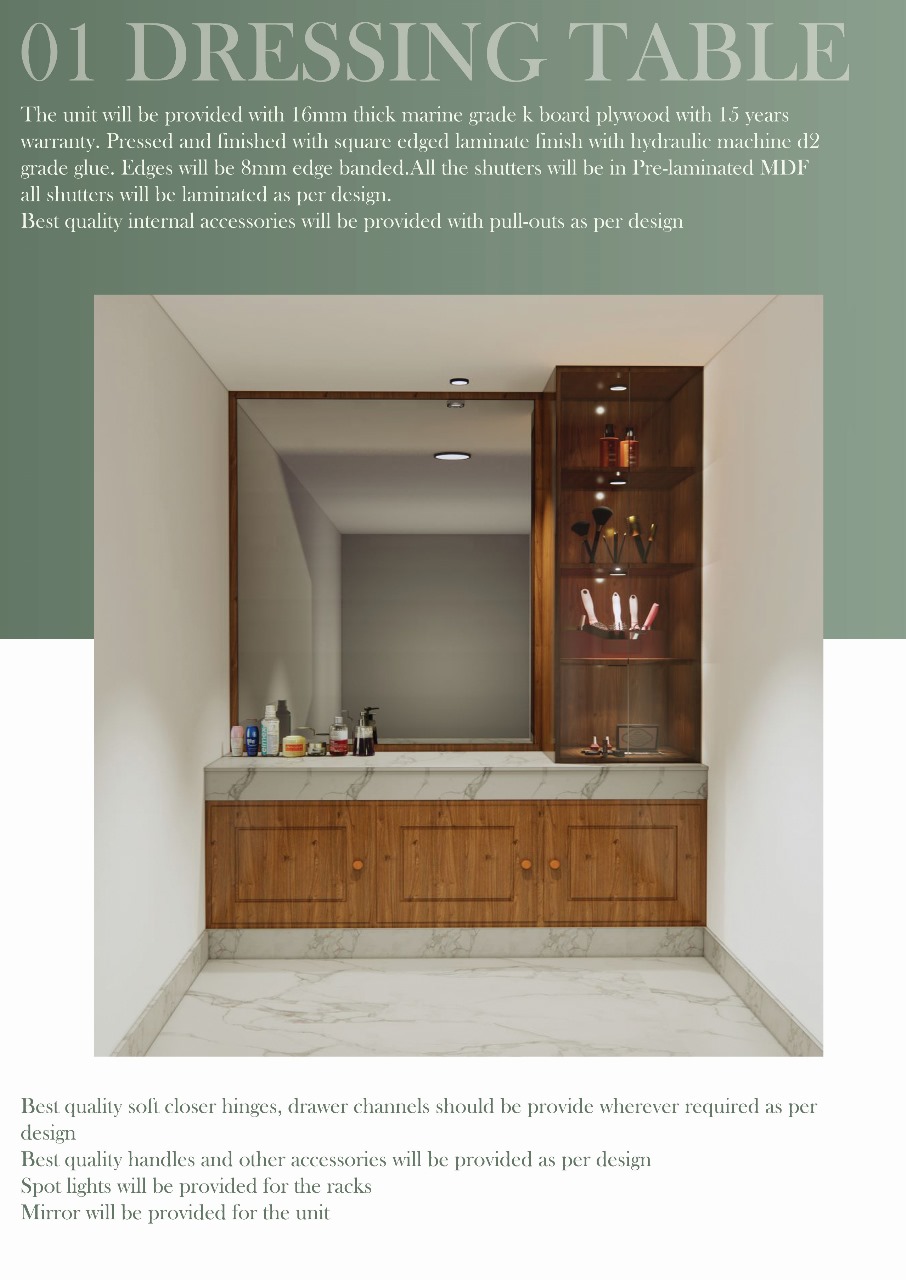 01 DRESSING TABLE
The unit will be provided with 16mm thick marine grade k board plywood with 15 years
warranty. Pressed and finished with square edged laminate finish with hydraulic machine d2
grade glue. Edges will be 8mm edge banded.All the shutters will be in Pre-laminated MDF
all shutters will be laminated as per design.
Best quality internal accessories will be provided with pull-outs as per design
Best quality soft closer hinges, drawer channels should be provide wherever required as per
design
Best quality handles and other accessories will be provided as per design
Spot lights will be provided for the racks
Mirror will be provided for the unit